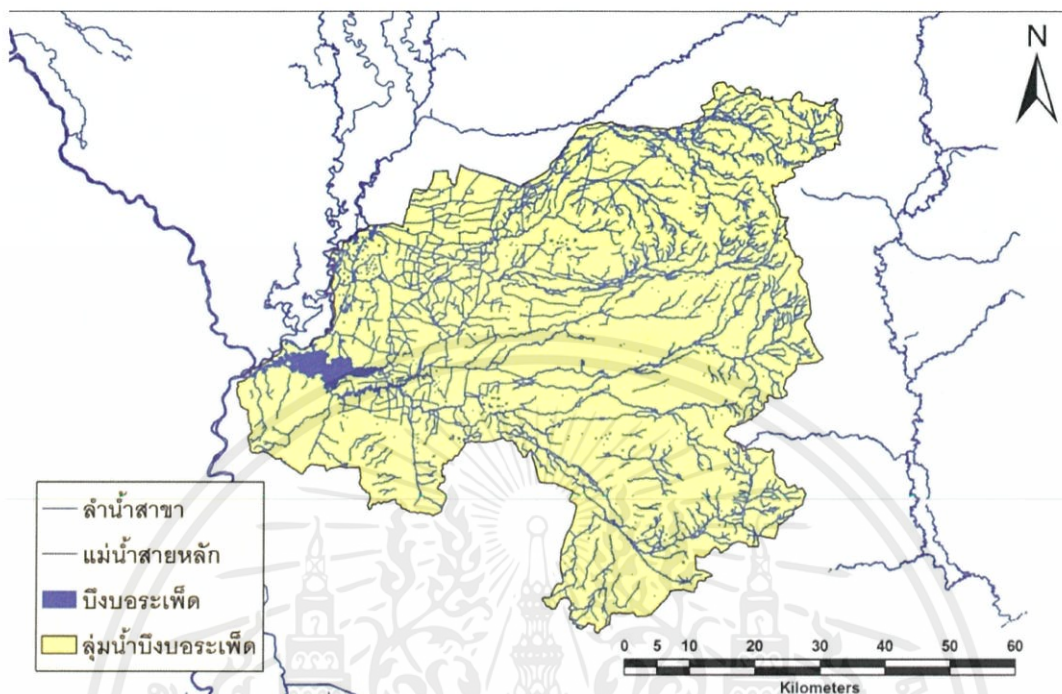 N
ลำน้ำสาขา
แม่น้ำสายหลัก
บึงบอระเพ็ด
ลุ่มน้ำบึงบอระเพ็ด
0 5 10 20 30 40 50 60
Kilometers